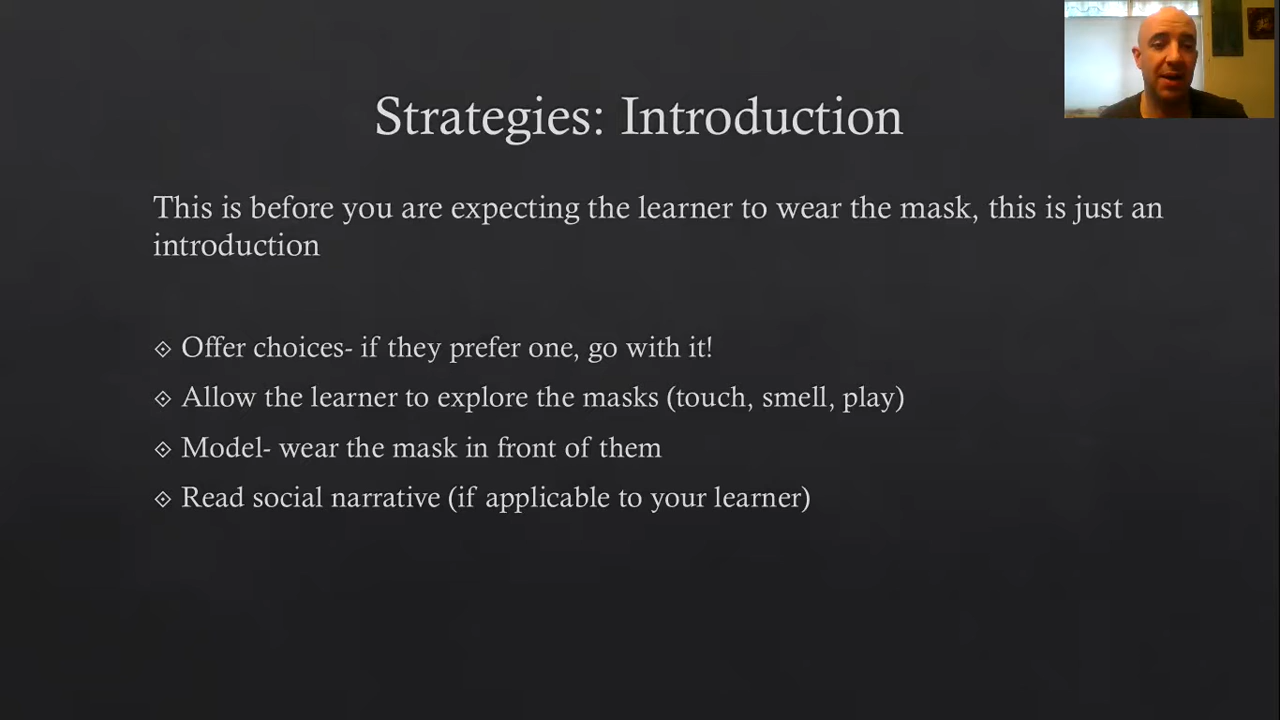 Strategies: Introduction
This is before you are expecting the learner to wear the mask, this is just an
introduction
Offer choices- if they prefer one, go with it!
Allow the learner to explore the masks (touch, smell, play)
Model- wear the mask in front of them
Read social narrative (if applicable to your learner)